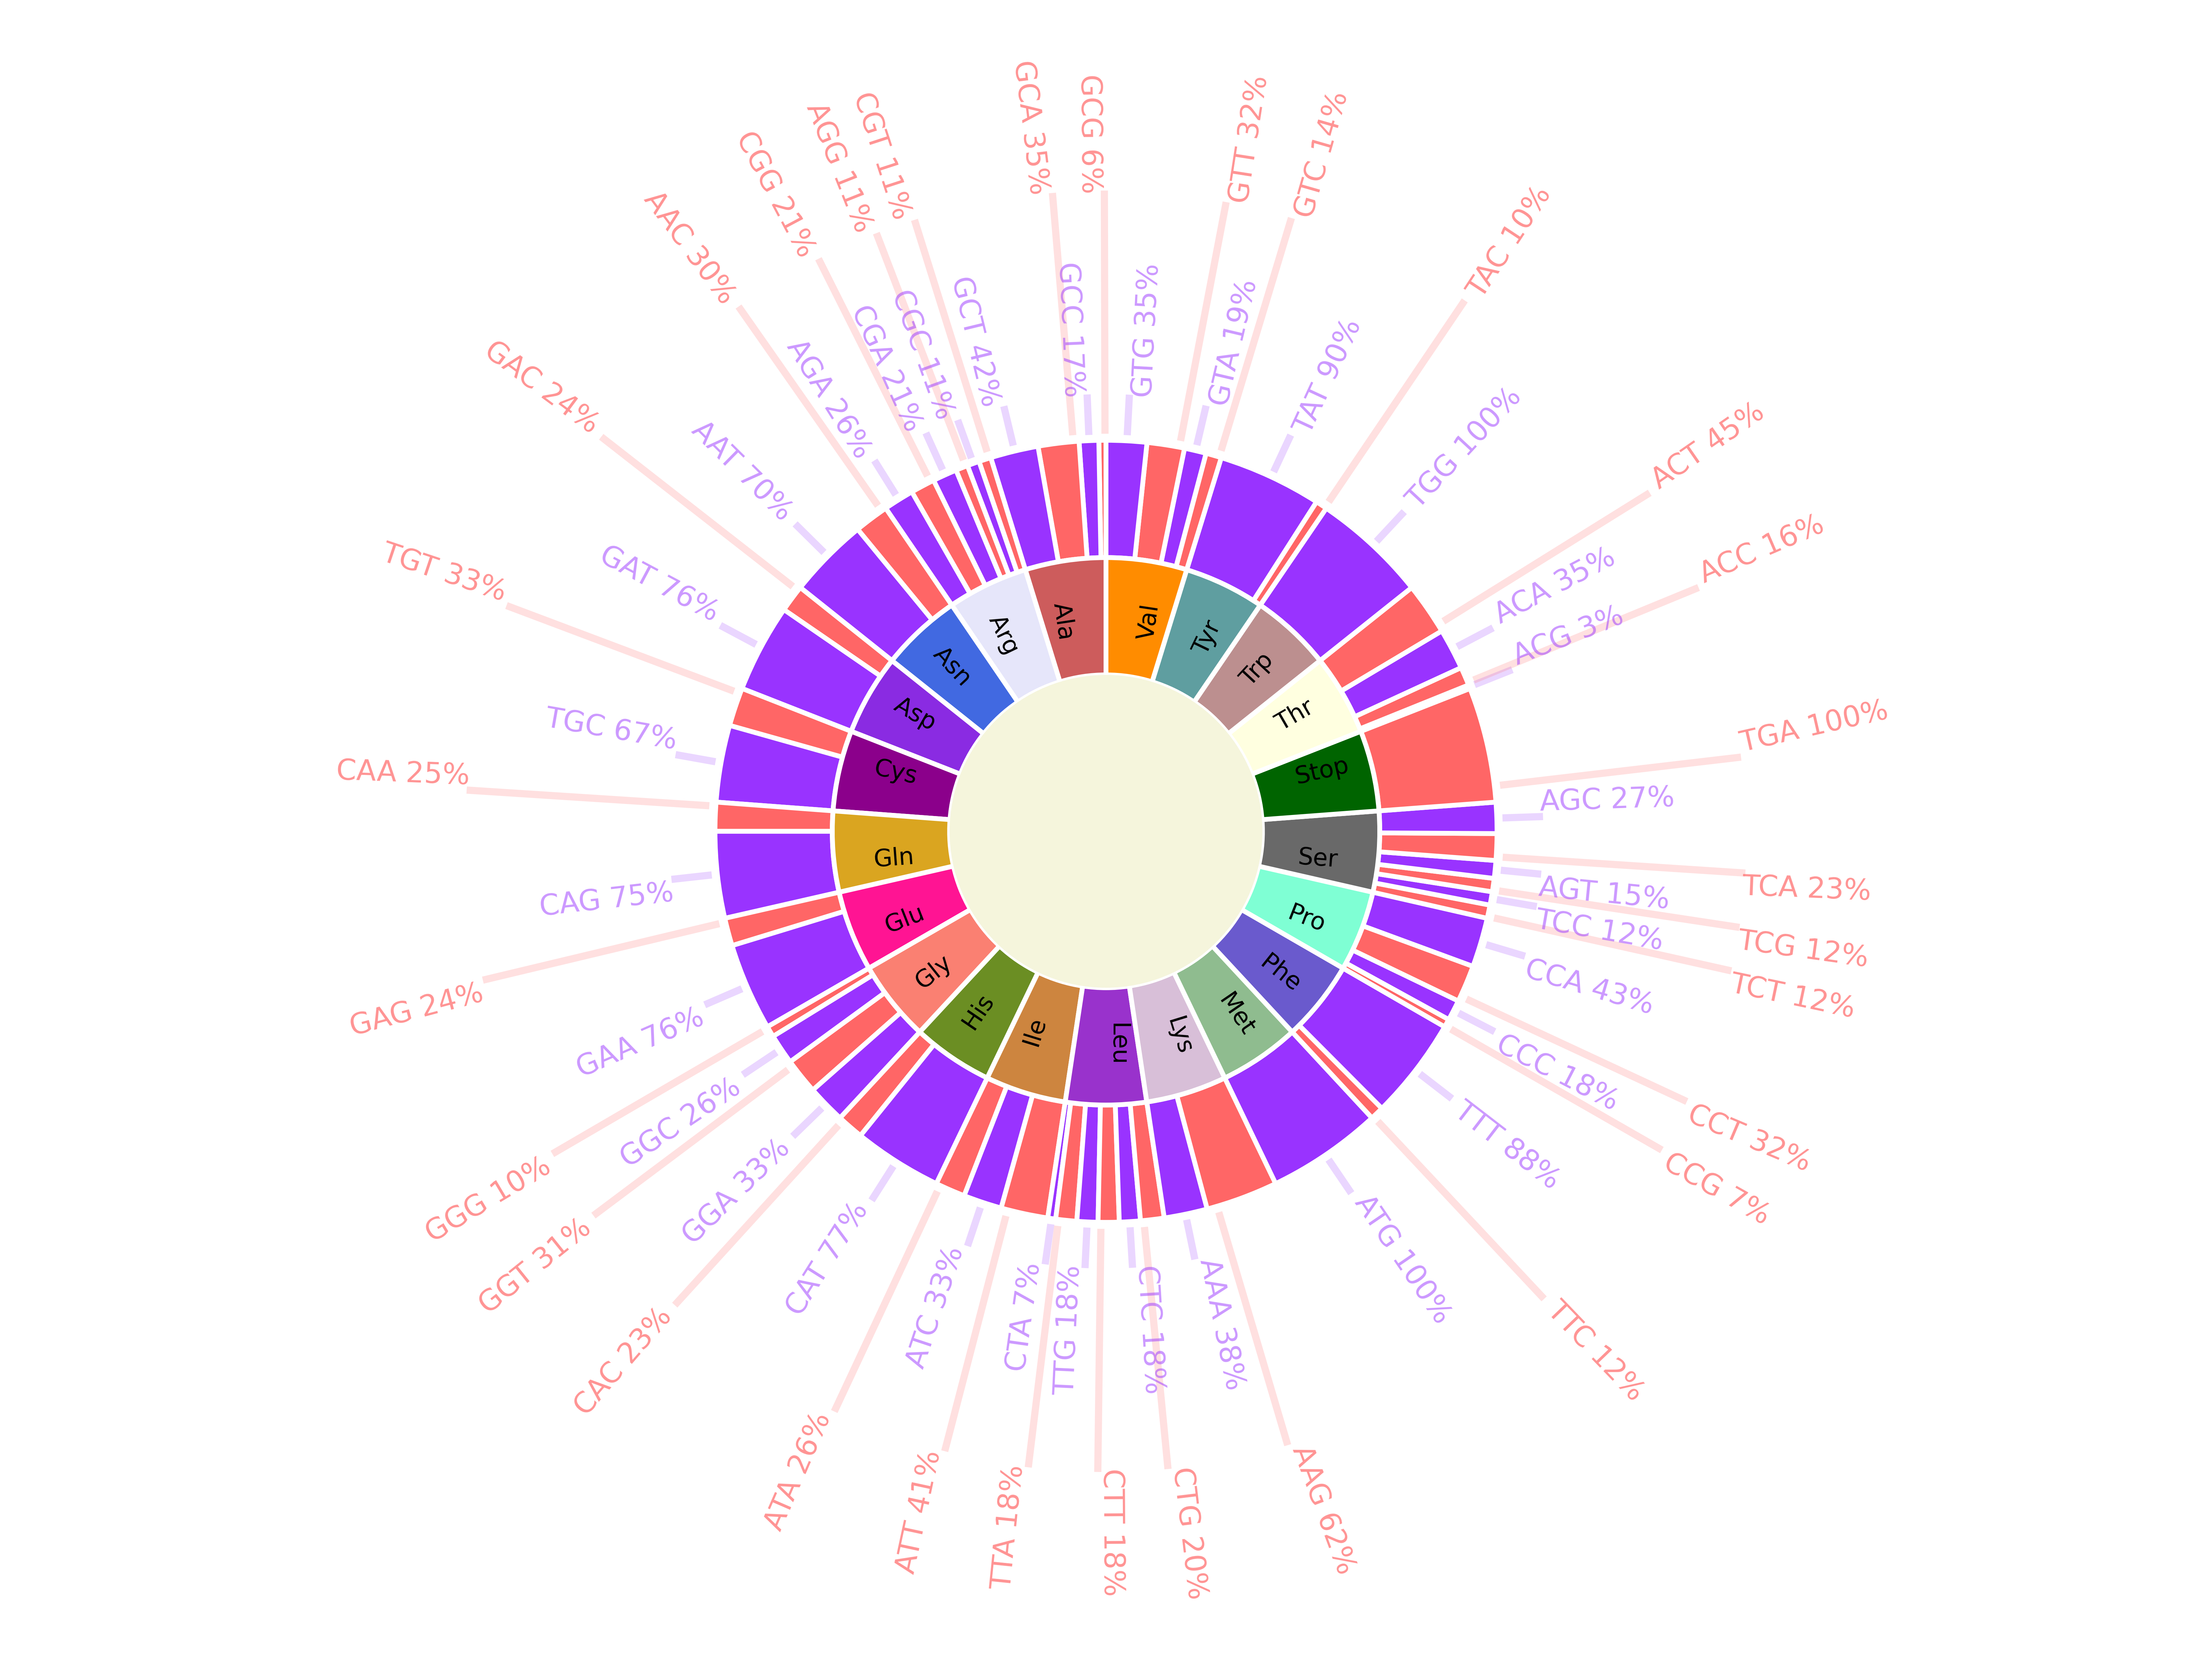 Val
Tyr
Trp
Thr
Stop
Ser
Pro
Phe
Met
Lys
Leu
Ile
His
Gly
Glu
Gln
Cys
Asp
Asn
Arg
Ala
GTG 35%
GTT 32%
GTA 19%
GTC 14%
TAT 90%
TAC 10%
TGG 100%
ACT 45%
ACA 35%
ACC 16%
ACG 3%
TGA 100%
AGC 27%
TCA 23%
AGT 15%
TCG 12%
TCC 12%
TCT 12%
CCA 43%
CCT 32%
CCC 18%
CCG 7%
TTT 88%
TTC 12%
ATG 100%
AAG 62%
AAA 38%
CTG 20%
CTC 18%
CTT 18%
TTG 18%
TTA 18%
CTA 7%
ATT 41%
ATC 33%
ATA 26%
CAT 77%
CAC 23%
GGA 33%
GGT 31%
GGC 26%
GGG 10%
GAA 76%
GAG 24%
CAG 75%
CAA 25%
TGC 67%
TGT 33%
GAT 76%
GAC 24%
AAT 70%
AAC 30%
AGA 26%
CGG 21%
CGA 21%
AGG 11%
CGC 11%
CGT 11%
GCT 42%
GCA 35%
GCC 17%
GCG 6%